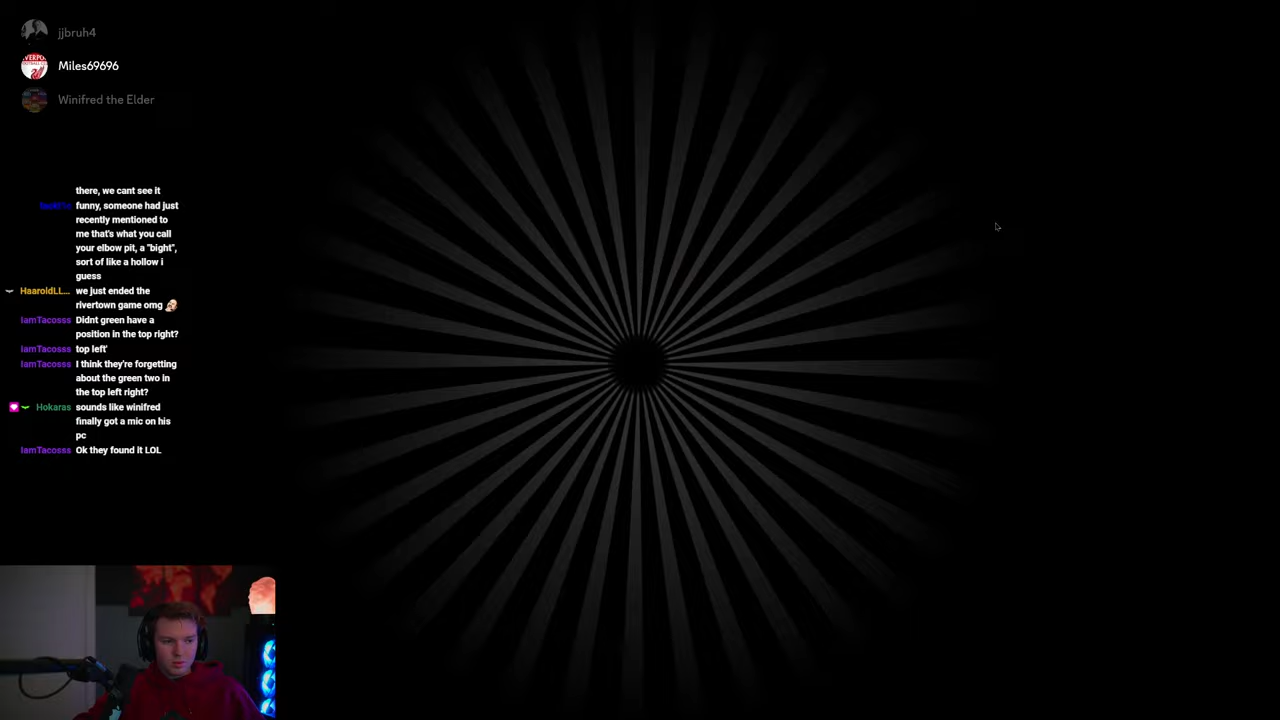 jjbruh4
Miles69696
Winifred the Elder
there, we cant see it
funny, someone had just
recently mentioned to
me that's what you call
your elbow pit, a "bight",
sort of like a hollow i
guess
HaaroldLL... we just ended the
rivertown game omg
IamTacosss Didnt green have a
position in the top right?
IamTacosss top left'
IamTacosss I think they're forgetting
about the green two in
the top left right?
Hokaras sounds like winifred
finally got a mic on his
pc
IamTacosss Ok they found it LOL